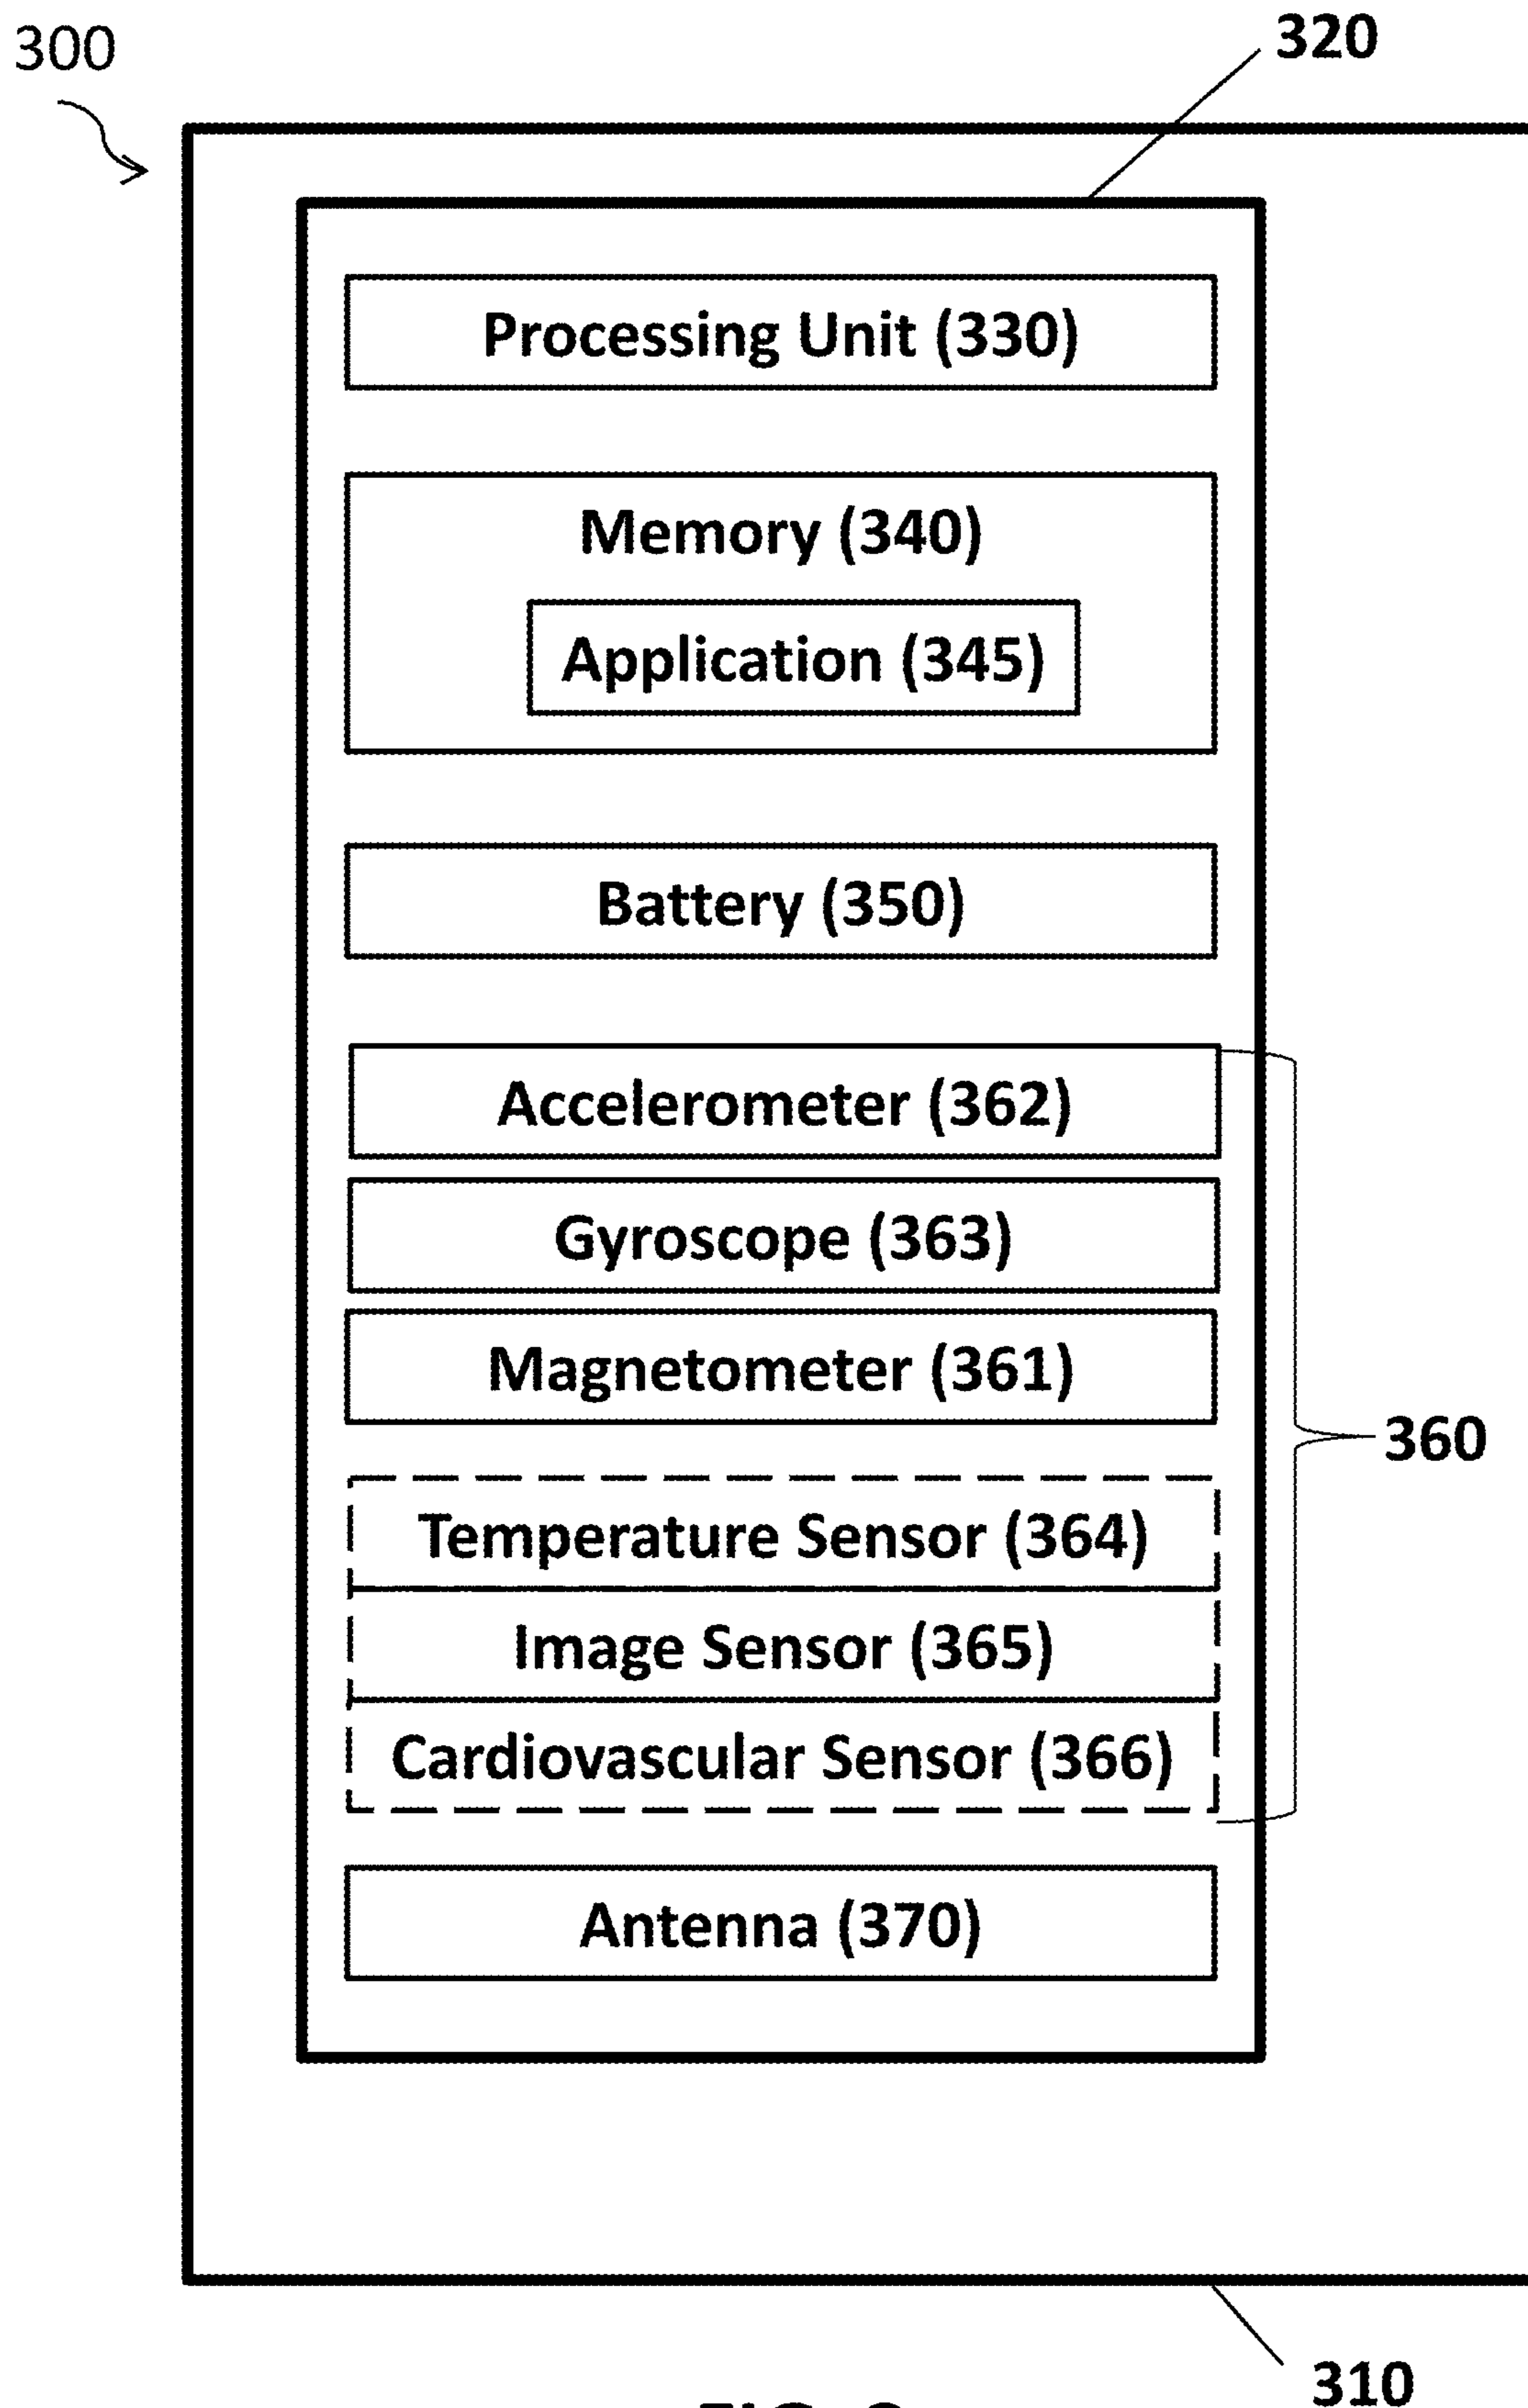 300
320
Processing Unit (330)
Memory (340)
Application (345)
Battery (350)
Accelerometer (362)
Gyroscope (363)
Magnetometer (361)
360
Temperature Sensor (364)
Image Sensor (365)
Cardiovascular Sensor (366)
Antenna (370)
310